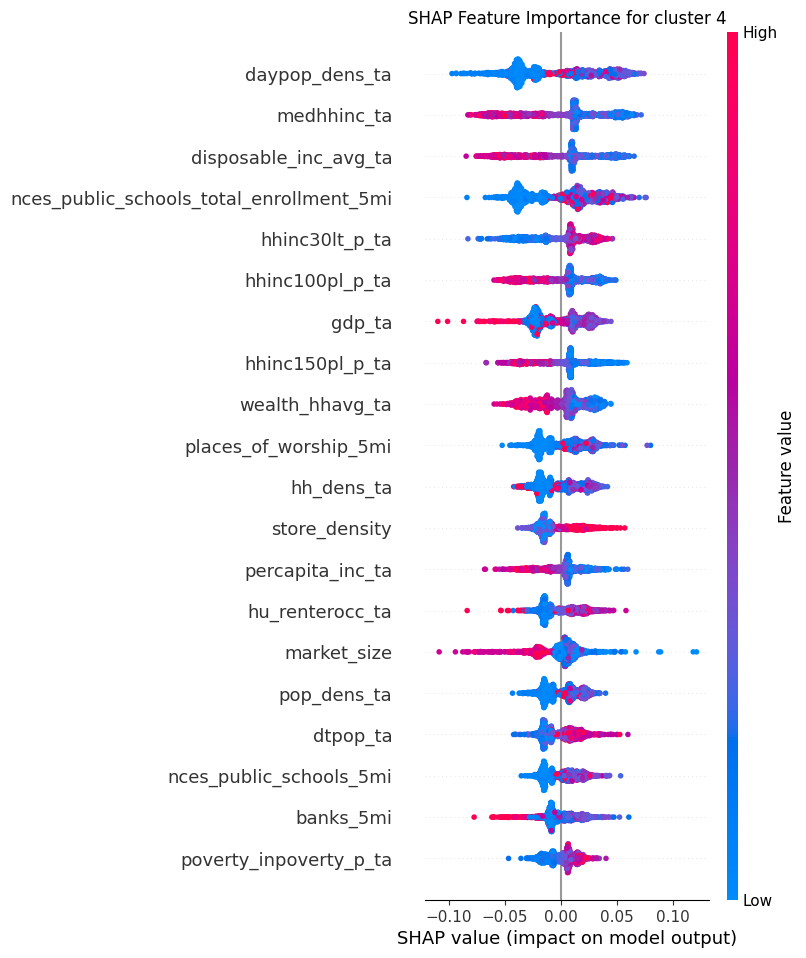 SHAP Feature Importance for cluster 4
High
daypop_dens_ta
medhhinc_ta
disposable_inc_avg_ta
nces_public_schools_total_enrollment_5mi
hhinc30lt_p_ta
hhinc100pl_p_ta
gdp_ta
hhinc150pl_p_ta
wealth_hhavg_ta
places_of_worship_5mi
hh_dens_ta
store_density
percapita_inc_ta
hu_renterocc_ta
market_size
pop_dens_ta
dtpop_ta
nces_public_schools_5mi
banks_5mi
poverty_inpoverty_p_ta
Feature value
Low
−0.10 −0.05 0.00 0.05 0.10
SHAP value (impact on model output)